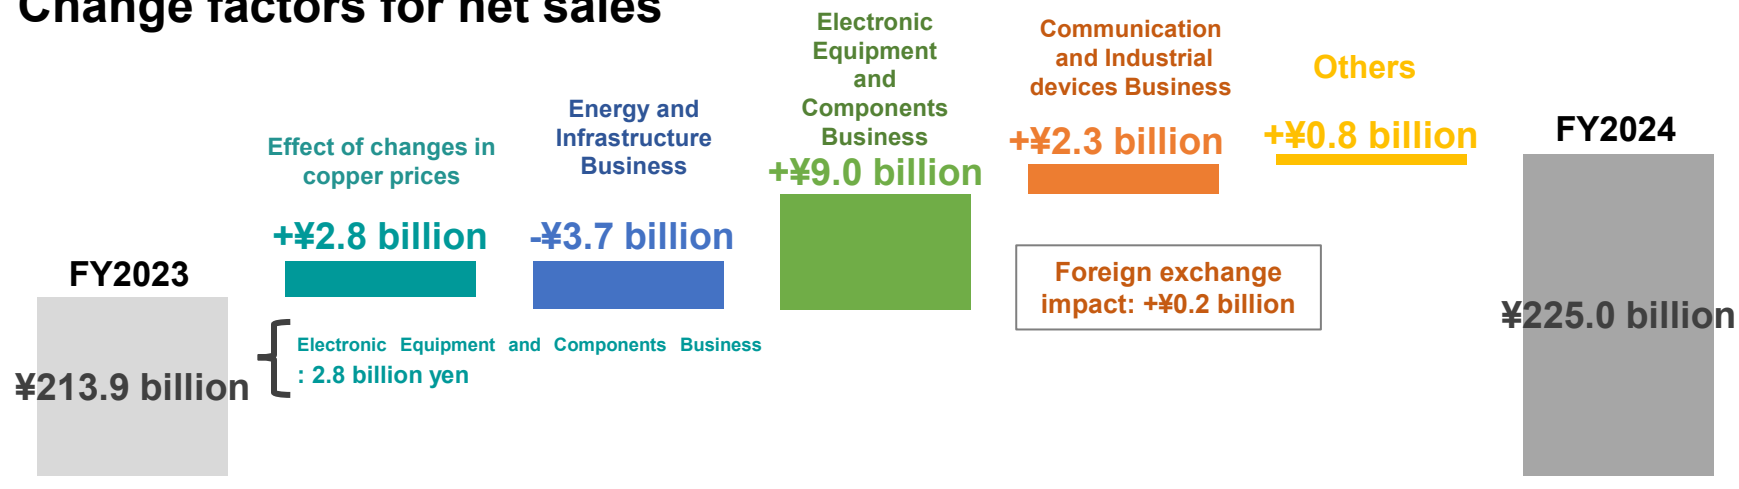 Change factors for net sales
FY2023
¥213.9 billion
Effect of changes in
copper prices
+¥2.8 billion
Electronic Equipment and Components Business
: 2.8 billion yen
Energy and
Infrastructure
Business
-¥3.7 billion
Electronic
Equipment
and
Components
Business
+¥9.0 billion
Communication
and Industrial
devices Business
+¥2.3 billion
Foreign exchange
impact: +¥0.2 billion
Others
+¥0.8 billion
FY2024
¥225.0 billion